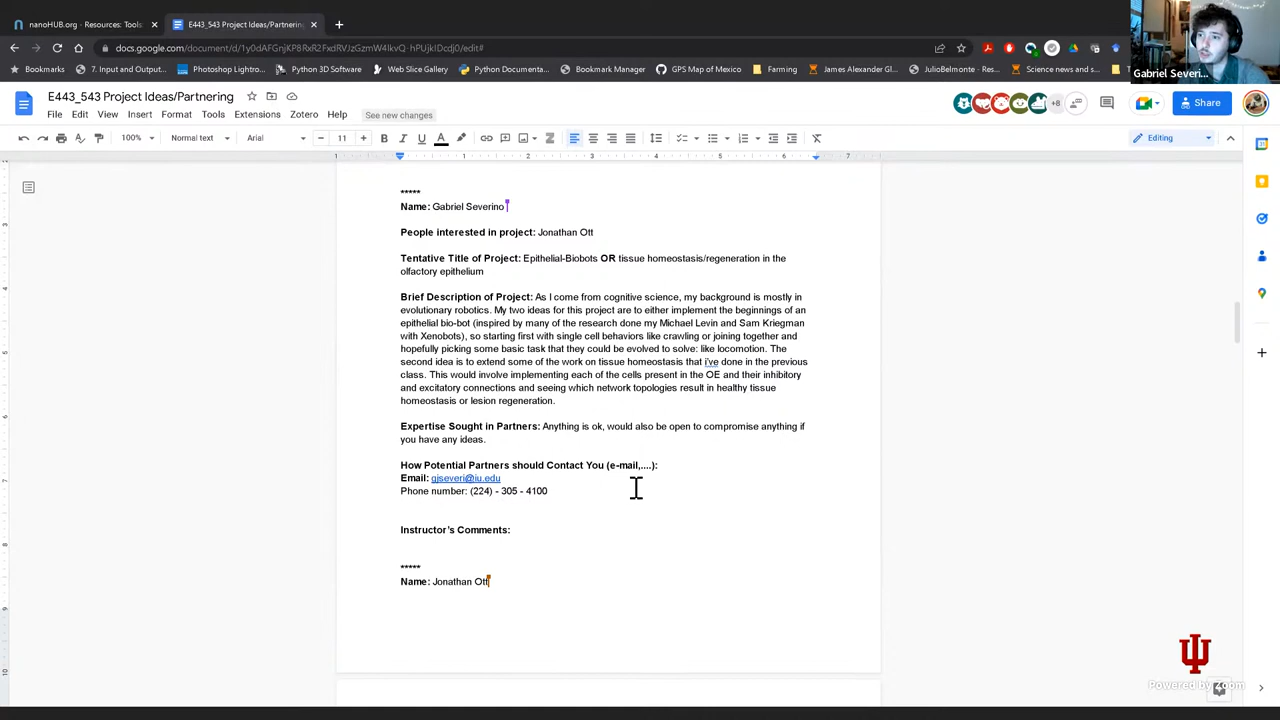 nanoHUB.org - Resources: Tools:
E443_543 Project Ideas/Partnering
docs.google.com/document/d/
Bookmarks
7. Input and Output...
Photoshop Lightro...
Python 3D Software
Web Slice Gallery
Python Documenta...
Bookmark Manager
GPS Map of Mexico
Farming
James Alexander Gl...
JulioBelmonte - Res...
Science news and s...
Gabriel Severi...
E443_543 Project Ideas/Partnering
File Edit View Insert Format Tools Extensions Zotero Help
See new changes
+8
Share
100%
Normal text
Arial
11
Editing
*****
Name: Gabriel Severino
People interested in project: Jonathan Ott
Tentative Title of Project: Epithelial-Biobots OR tissue homeostasis/regeneration in the
olfactory epithelium
Brief Description of Project: As I come from cognitive science, my background is mostly in
evolutionary robotics. My two ideas for this project are to either implement the beginnings of an
epithelial bio-bot (inspired by many of the research done my Michael Levin and Sam Kriegman
with Xenobots), so starting first with single cell behaviors like crawling or joining together and
hopefully picking some basic task that they could be evolved to solve: like locomotion. The
second idea is to extend some of the work on tissue homeostasis that i've done in the previous
class. This would involve implementing each of the cells present in the OE and their inhibitory
and excitatory connections and seeing which network topologies result in healthy tissue
homeostasis or lesion regeneration.
Expertise Sought in Partners: Anything is ok, would also be open to compromise anything if
you have any ideas.
How Potential Partners should Contact You (e-mail,....):
Email: gjseveri@iu.edu
Phone number: (224) - 305 - 4100
Instructor's Comments:
*****
Name: Jonathan Ott
Powered by Zoom